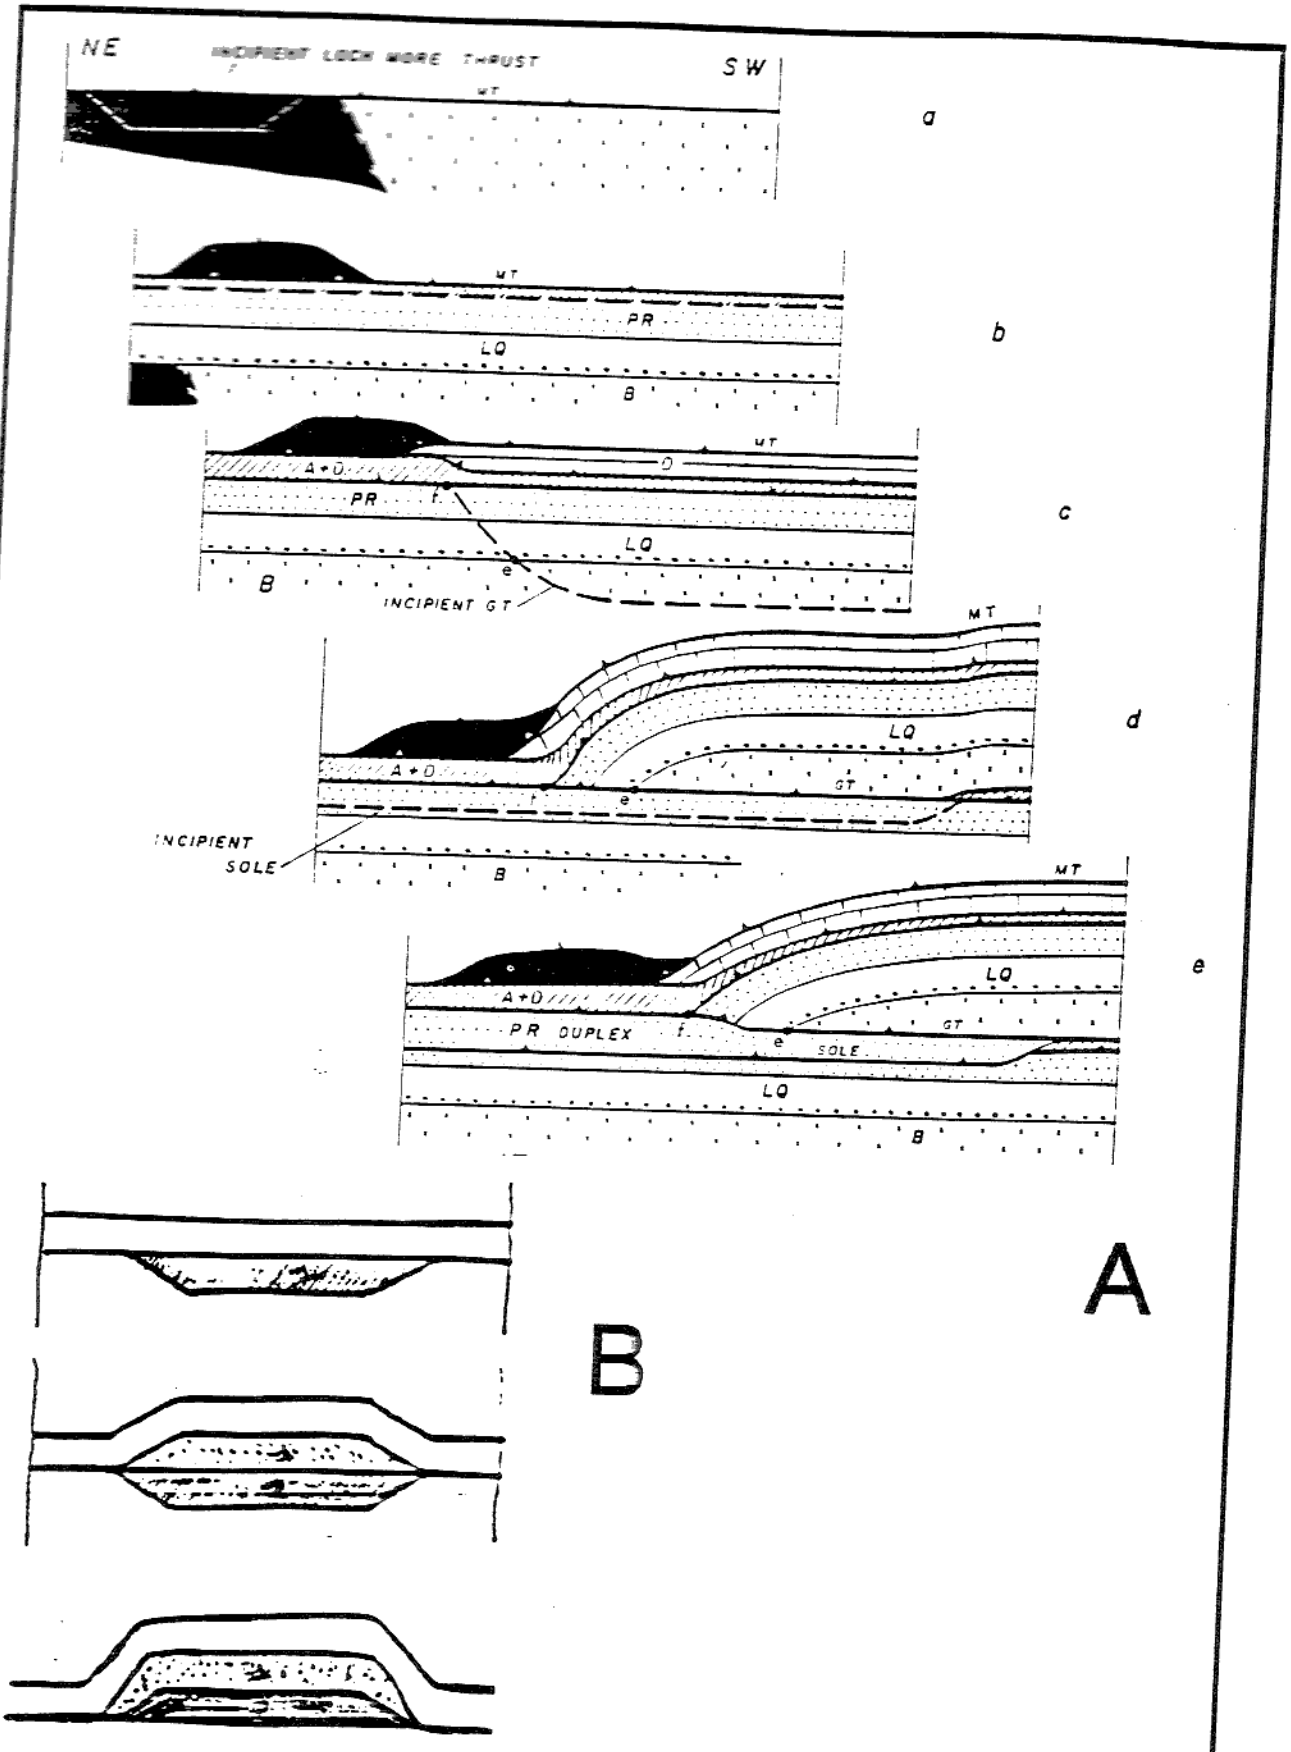 NE INCIPIENT LOCH MORE THRUST SW
MT
a
MT
PR
LQ
B
b
MT
D
A+D
PR f
LQ
e
B
INCIPIENT GT
c
MT
LQ
A+D
GT
f e
INCIPIENT
SOLE
B
d
MT
LQ
A+D
GT
PR DUPLEX f e SOLE
LQ
B
e
A
B